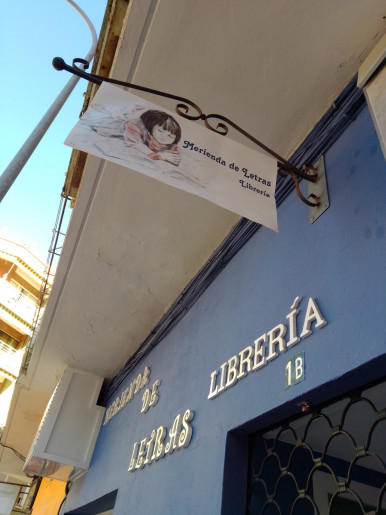 Merienda de Letras
Librería
MERIENDA
DE
LETRAS
LIBRERÍA
1B